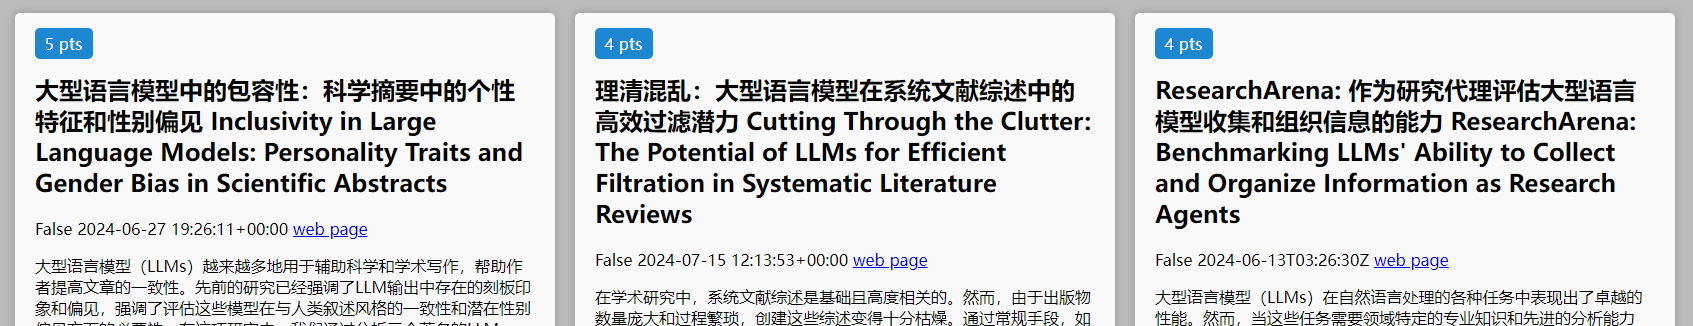 5 pts
大型语言模型中的包容性：科学摘要中的个性
特征和性别偏见 Inclusivity in Large
Language Models: Personality Traits and
Gender Bias in Scientific Abstracts
False 2024-06-27 19:26:11+00:00 web page
大型语言模型（LLMs）越来越多地用于辅助科学和学术写作，帮助作
者提高文章的一致性。先前的研究已经强调了LLM输出中存在的刻板印
象和偏见，强调了评估这些模型在与人类叙述风格的一致性和潜在性别
4 pts
理清混乱：大型语言模型在系统文献综述中的
高效过滤潜力 Cutting Through the Clutter:
The Potential of LLMs for Efficient
Filtration in Systematic Literature
Reviews
False 2024-07-15 12:13:53+00:00 web page
在学术研究中，系统文献综述是基础且高度相关的。然而，由于出版物
数量庞大和过程繁琐，创建这些综述变得十分枯燥。通过常规手段，如
4 pts
ResearchArena: 作为研究代理评估大型语言
模型收集和组织信息的能力 ResearchArena:
Benchmarking LLMs' Ability to Collect
and Organize Information as Research
Agents
False 2024-06-13T03:26:30Z web page
大型语言模型（LLMs）在自然语言处理的各种任务中表现出了卓越的
性能。然而，当这些任务需要领域特定的专业知识和先进的分析能力